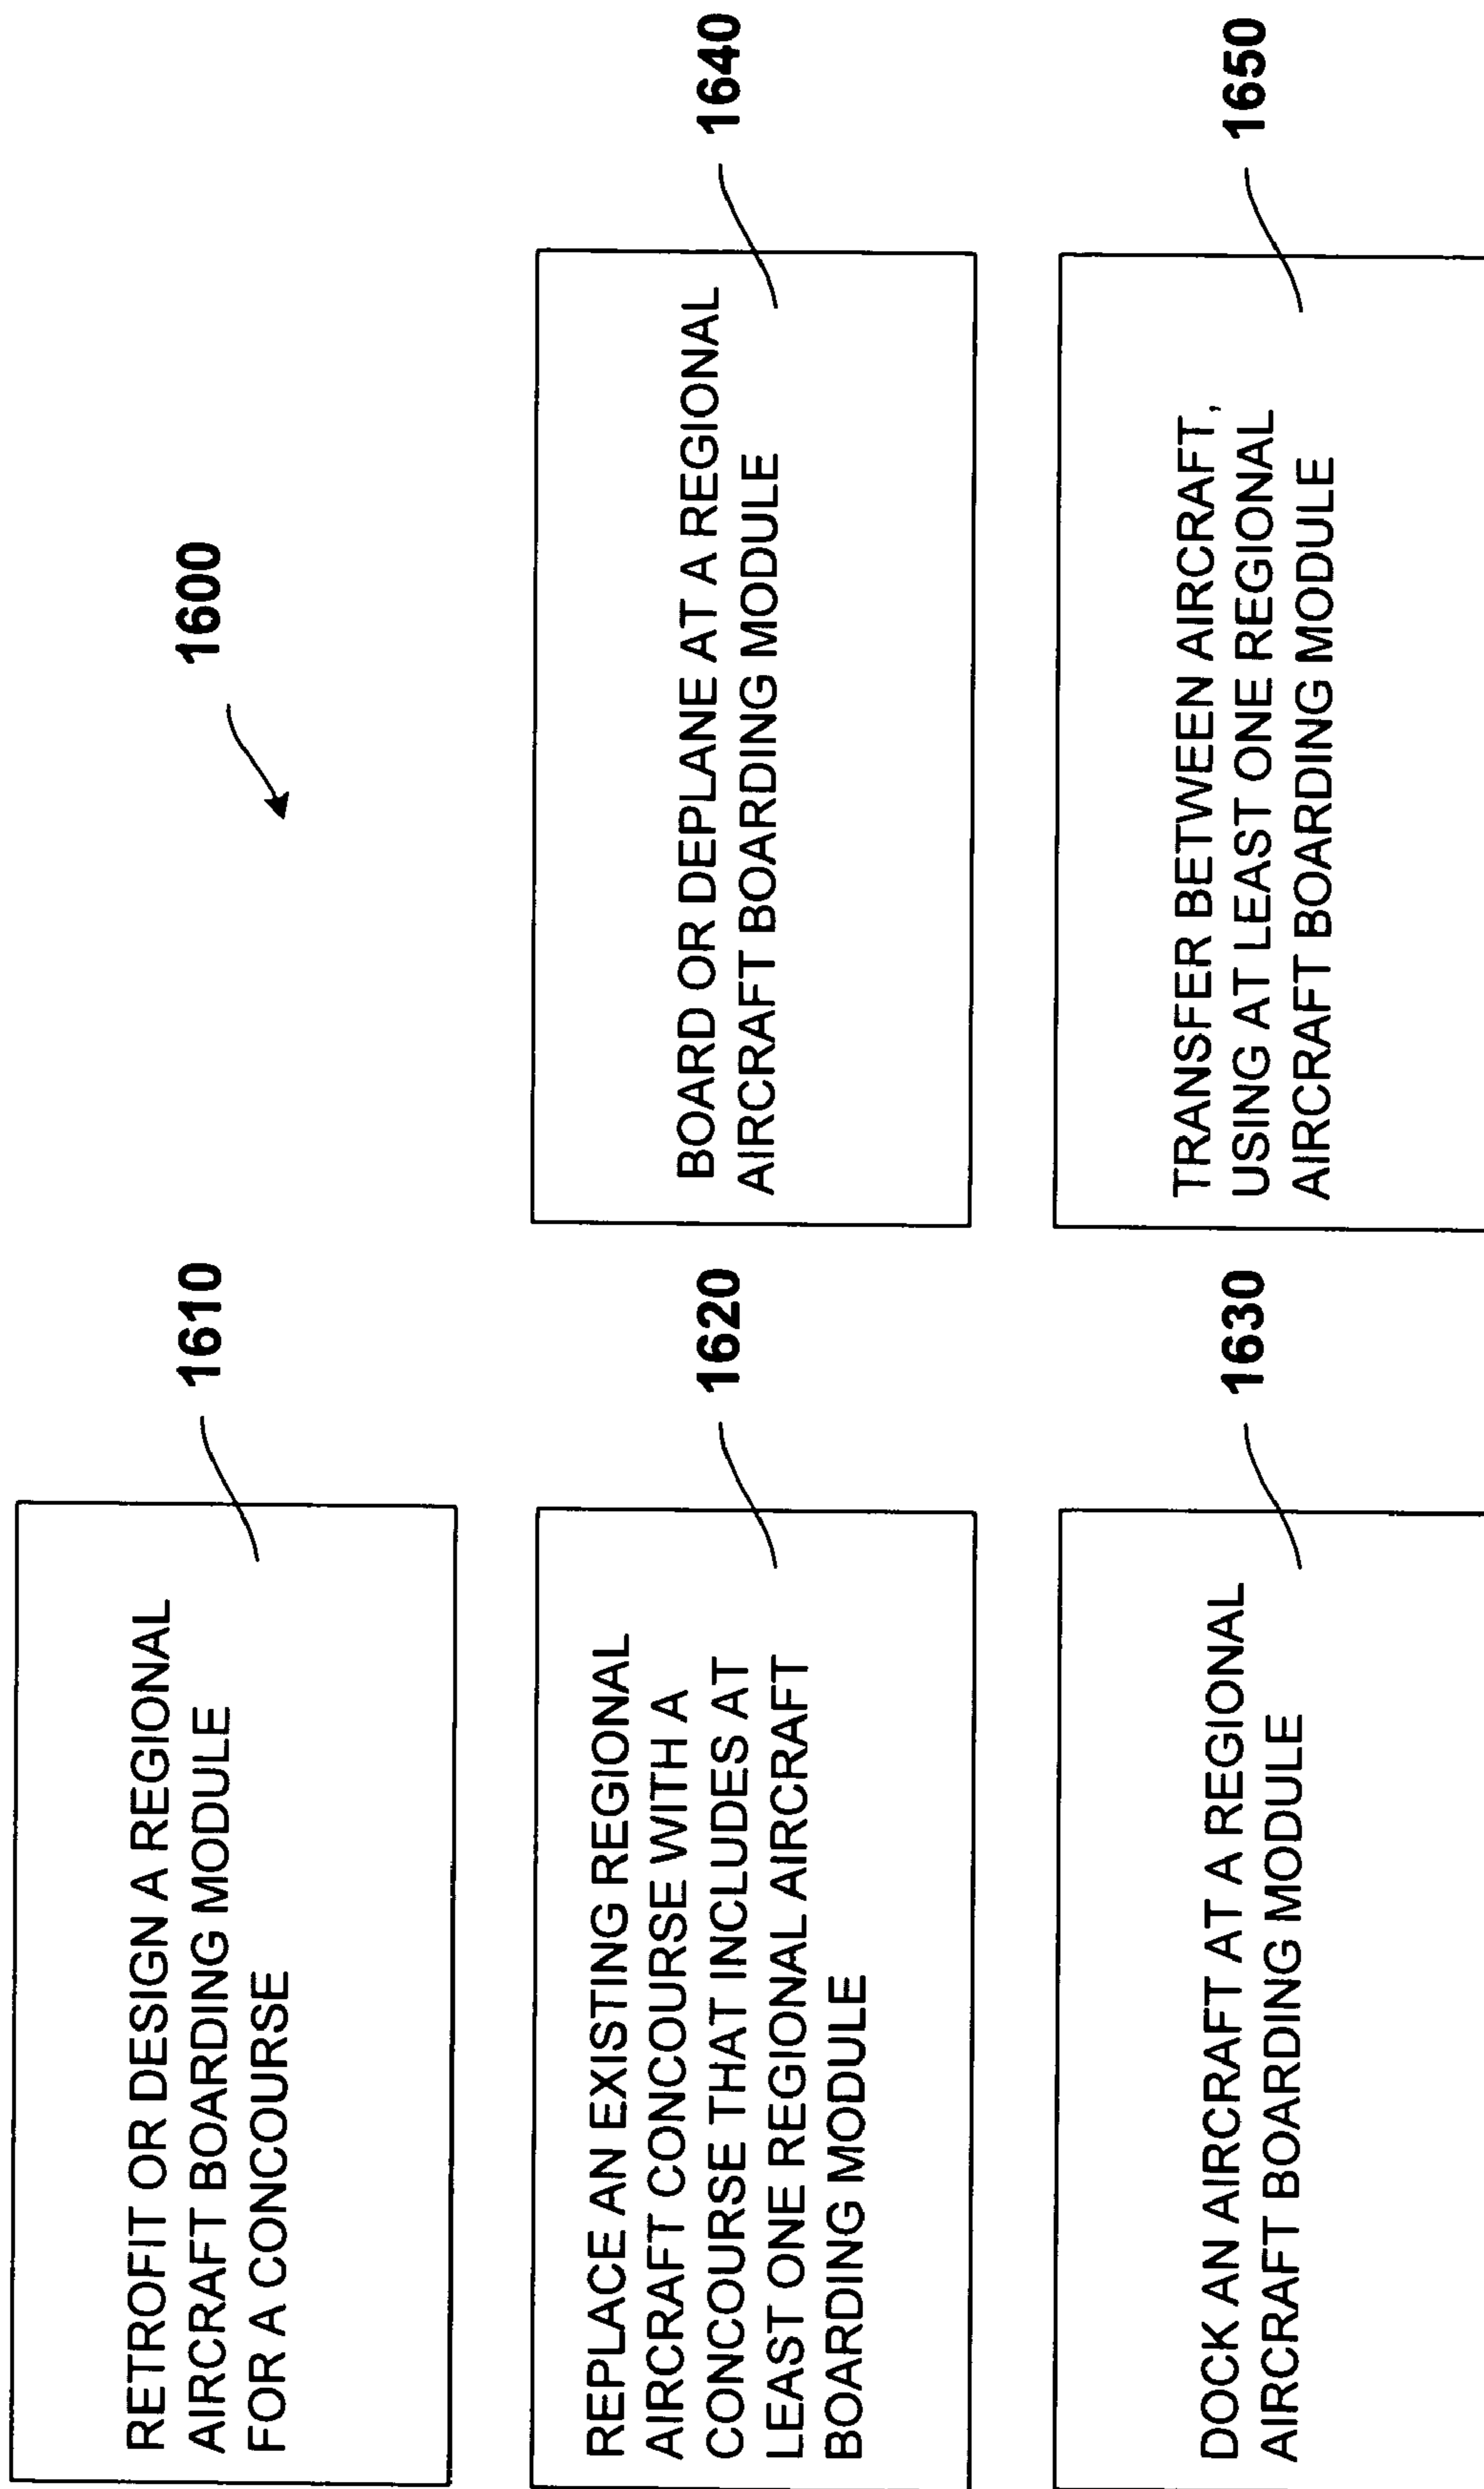 1600
RETROFIT OR DESIGN A REGIONAL
AIRCRAFT BOARDING MODULE
FOR A CONCOURSE
1610
REPLACE AN EXISTING REGIONAL
AIRCRAFT CONCOURSE WITH A
CONCOURSE THAT INCLUDES AT
LEAST ONE REGIONAL AIRCRAFT
BOARDING MODULE
1620
DOCK AN AIRCRAFT AT A REGIONAL
AIRCRAFT BOARDING MODULE
1630
BOARD OR DEPLANE AT A REGIONAL
AIRCRAFT BOARDING MODULE
1640
TRANSFER BETWEEN AIRCRAFT,
USING AT LEAST ONE REGIONAL
AIRCRAFT BOARDING MODULE
1650